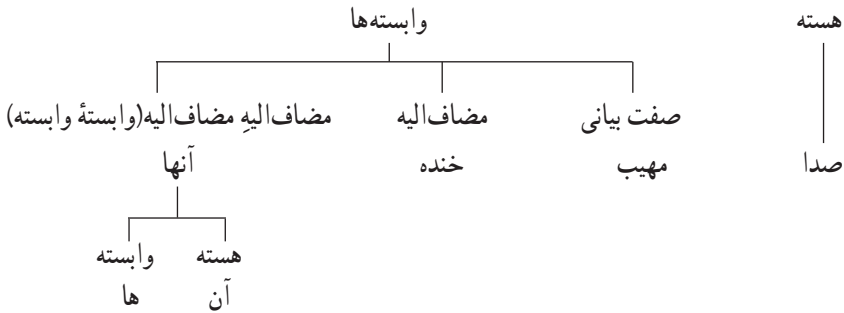 هسته وابسته‌ها
صفت بیانی مضاف‌الیه مضاف‌الیهِ مضاف‌الیه(وابستهٔ وابسته)
صدا مهیب خنده آنها
هسته وابسته
آن ها